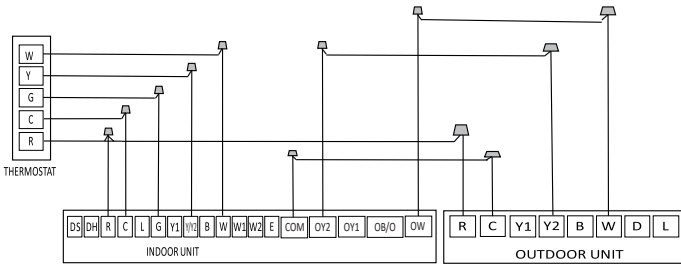 W
Y
G
C
R
THERMOSTAT
DS DH R C L G Y1 Y/Y2 B W W1 W2 E COM OY2 OY1 OB/O OW
INDOOR UNIT
R C Y1 Y2 B W D L
OUTDOOR UNIT